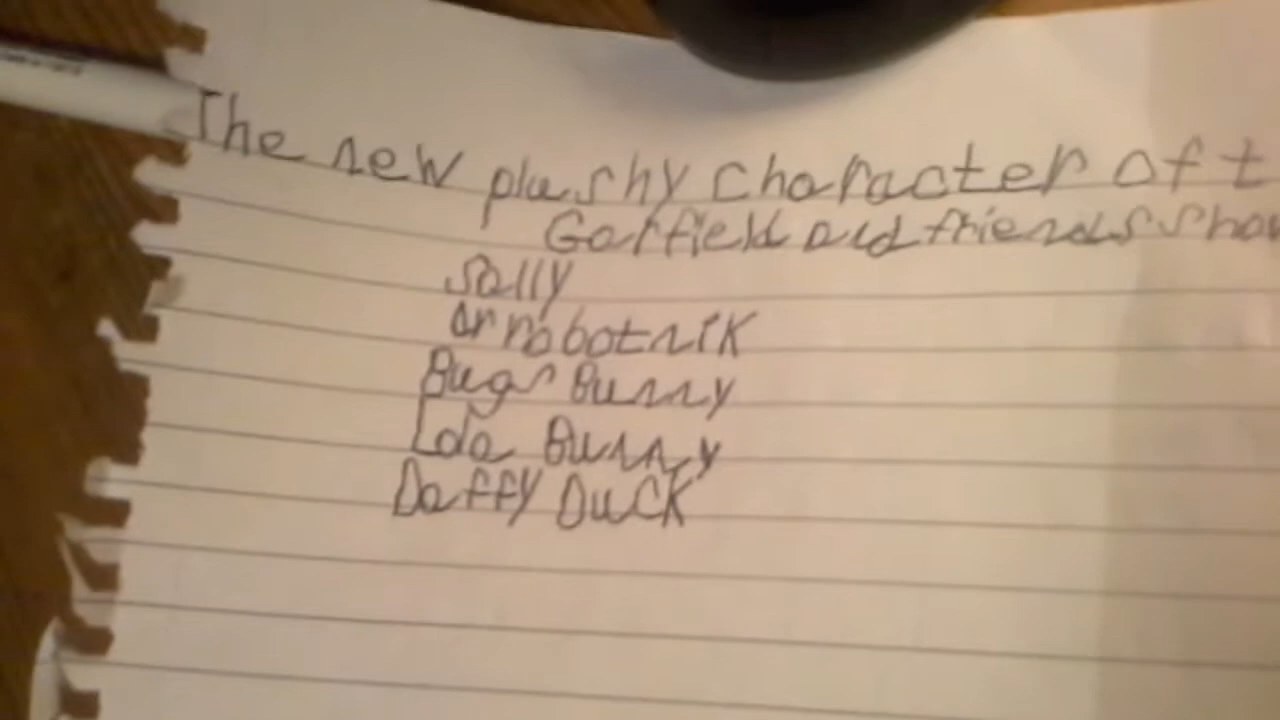 The new plushy character of t
Garfield and friends Show
Sally
dr robotnik
Bugs Bunny
Lola Bunny
Daffy Duck